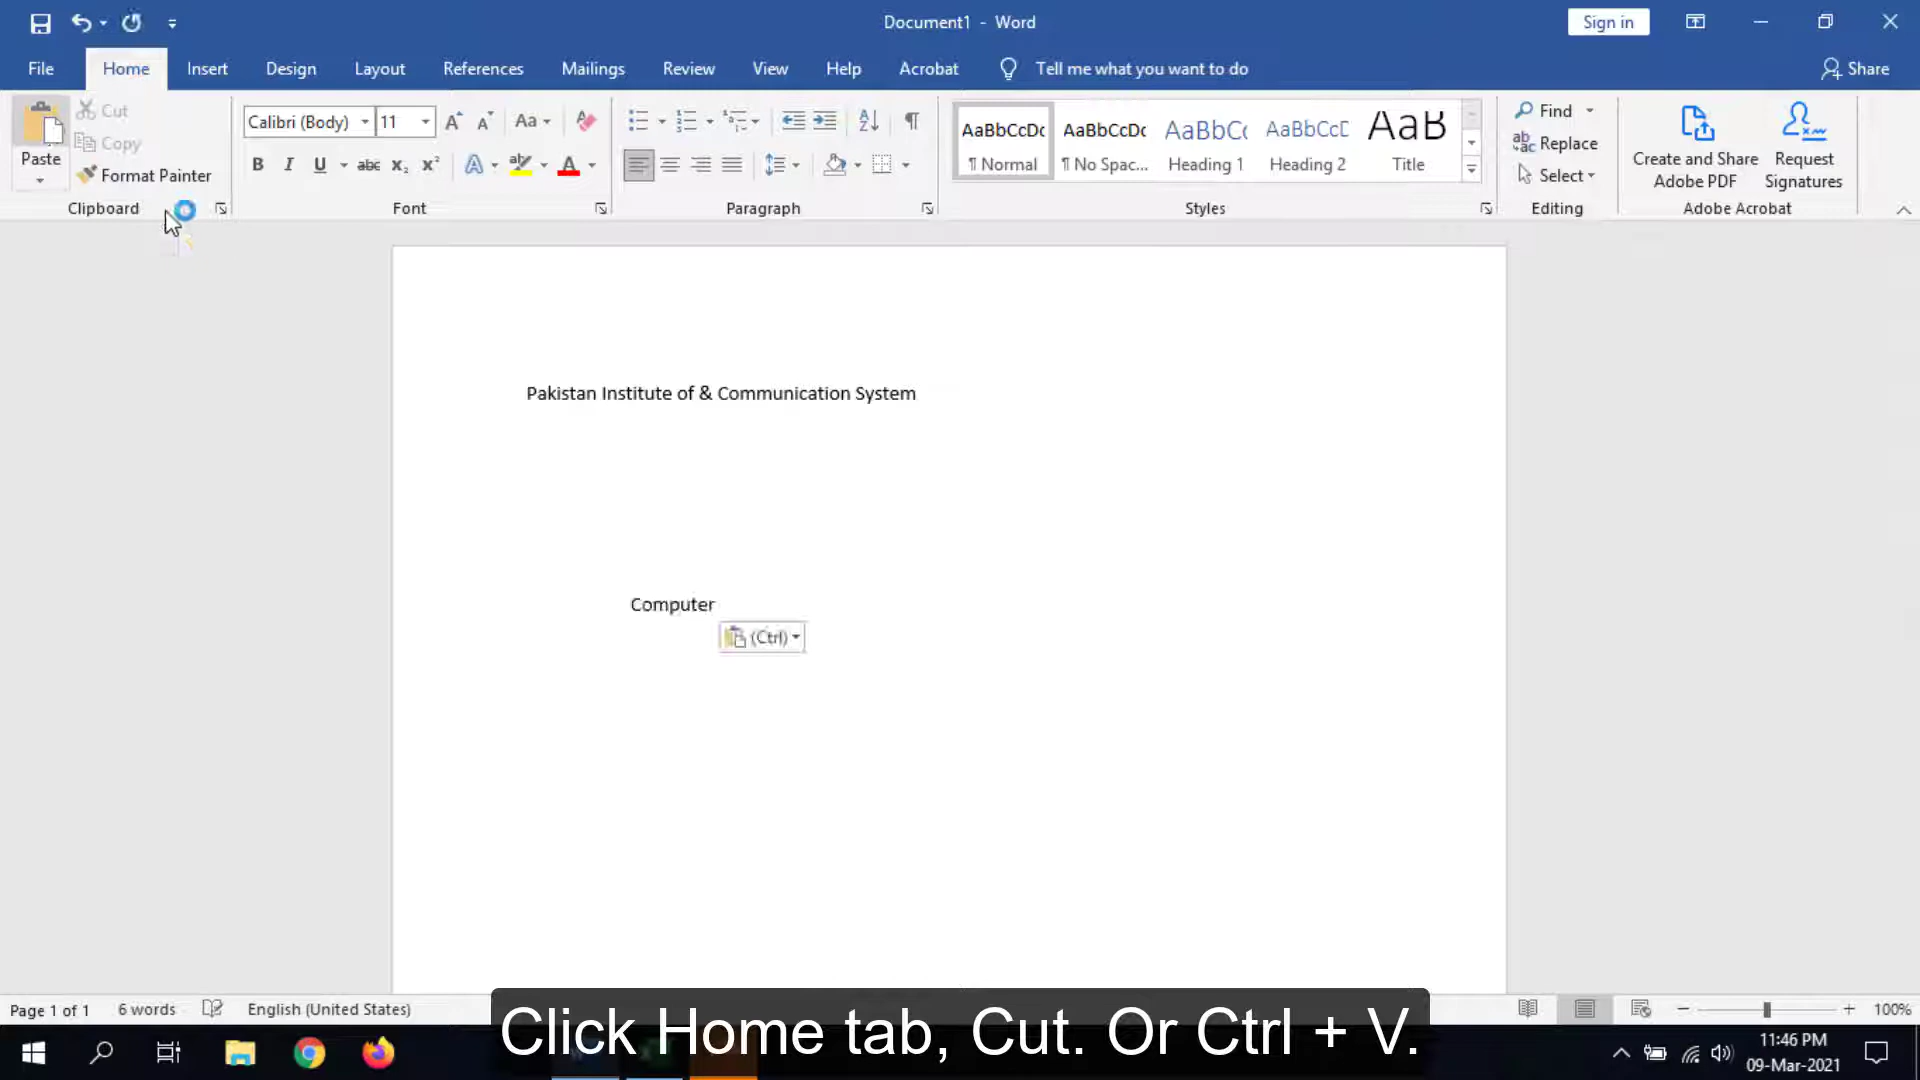 Document1 - Word
Sign in
File Home Insert Design Layout References Mailings Review View Help Acrobat Tell me what you want to do Share
Paste
Cut
Copy
Format Painter
Clipboard
Calibri (Body) 11 Aa
B I U abc x₂ x² A A
Font
Paragraph
AaBbCcDc AaBbCcDc AaBbCc AaBbCcD AaB
¶ Normal ¶ No Spac... Heading 1 Heading 2 Title
Styles
Find
Replace
Select
Editing
Create and Share Adobe PDF
Request Signatures
Adobe Acrobat
Pakistan Institute of & Communication System
Computer
(Ctrl)
Page 1 of 1 6 words English (United States) 100%
Click Home tab, Cut. Or Ctrl + V.
11:46 PM
09-Mar-2021